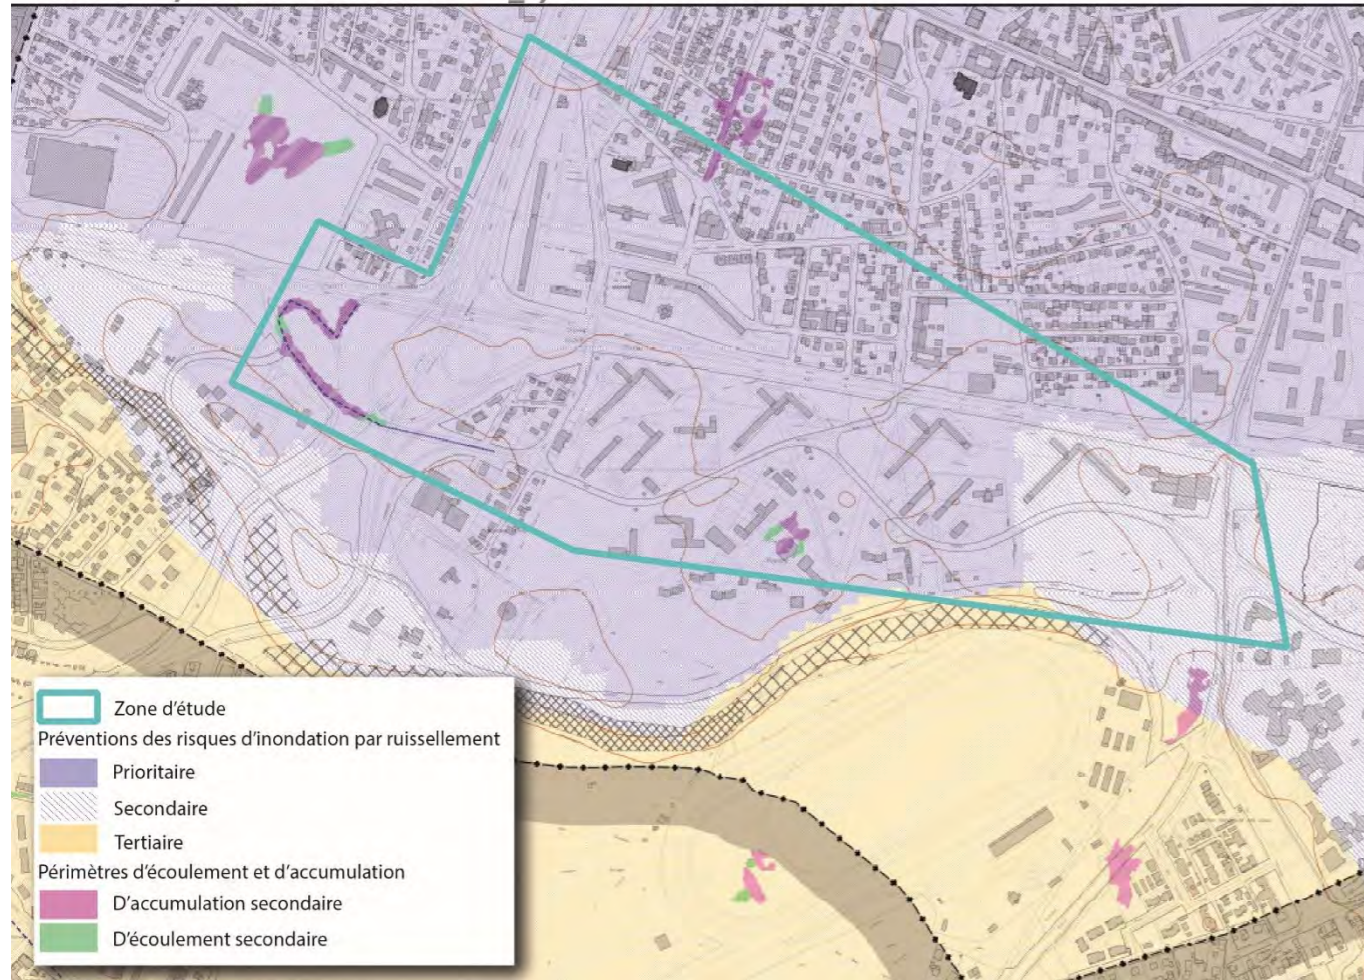 Zone d'étude
Préventions des risques d'inondation par ruissellement
Prioritaire
Secondaire
Tertiaire
Périmètres d'écoulement et d'accumulation
D'accumulation secondaire
D'écoulement secondaire